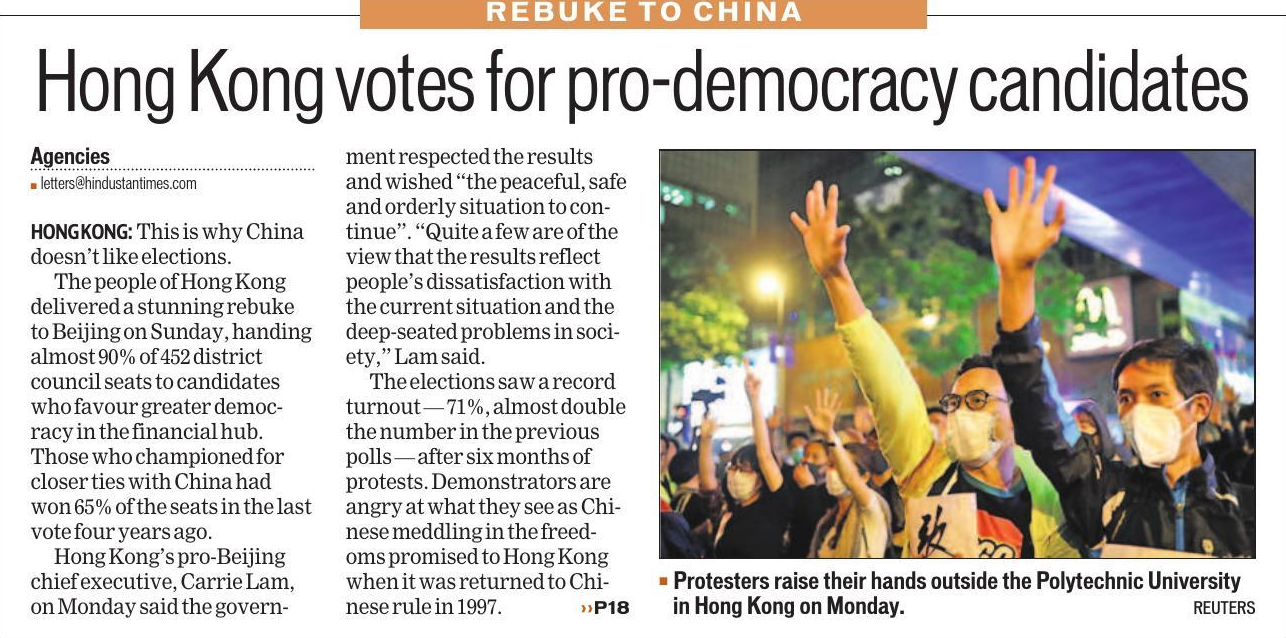 REBUKE TO CHINA
Hong Kong votes for pro-democracy candidates
Agencies
letters@hindustantimes.com
HONG KONG: This is why China
doesn't like elections.
The people of Hong Kong
delivered a stunning rebuke
to Beijing on Sunday, handing
almost 90% of 452 district
council seats to candidates
who favour greater democ-
racy in the financial hub.
Those who championed for
closer ties with China had
won 65% of the seats in the last
vote four years ago.
Hong Kong's pro-Beijing
chief executive, Carrie Lam,
on Monday said the govern-
ment respected the results
and wished “the peaceful, safe
and orderly situation to con-
tinue”. “Quite a few are of the
view that the results reflect
people's dissatisfaction with
the current situation and the
deep-seated problems in soci-
ety,” Lam said.
The elections saw a record
turnout — 71%, almost double
the number in the previous
polls — after six months of
protests. Demonstrators are
angry at what they see as Chi-
nese meddling in the freed-
oms promised to Hong Kong
when it was returned to Chi-
nese rule in 1997.
››P18
Protesters raise their hands outside the Polytechnic University
in Hong Kong on Monday.
REUTERS